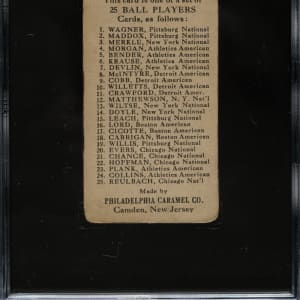 This card is one of a set of
25 BALL PLAYERS
Cards, as follows:
1. WAGNER, Pittsburg National
2. MADDOX, Pittsburg National
3. MERKLE, New York National
4. MORGAN, Athletics American
5. BENDER, Athletics American
6. KRAUSE, Athletics American
7. DEVLIN, New York National
8. McINTYRE, Detroit American
9. COBB, Detroit American
10. WILLETTS, Detroit American
11. CRAWFORD, Detroit Amer.
12. MATTHEWSON, N. Y. Nat'l
13. WILTSE, New York National
14. DOYLE, New York National
15. LEACH, Pittsburg National
16. LORD, Boston American
17. CICOTTE, Boston American
18. CARRIGAN, Boston American
19. WILLIS, Pittsburg National
20. EVERS, Chicago National
21. CHANCE, Chicago National
22. HOFFMAN, Chicago National
23. PLANK, Athletics American
24. COLLINS, Athletics American
25. REULBACH, Chicago Nat'l
Made by
PHILADELPHIA CARAMEL CO.
Camden, New Jersey